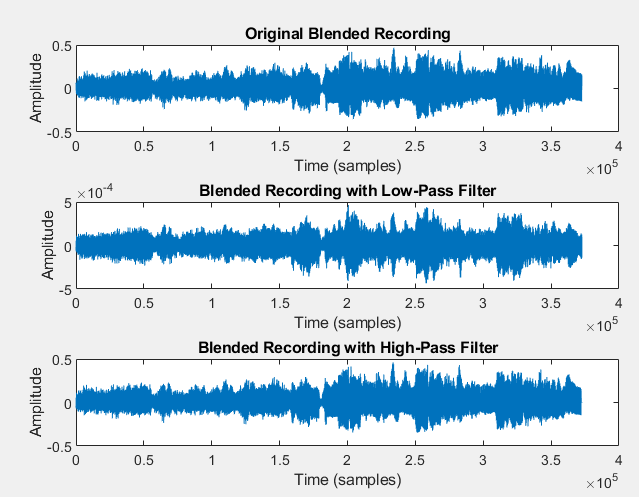 Original Blended Recording
0.5
0
-0.5
Amplitude
0 0.5 1 1.5 2 2.5 3 3.5 4
Time (samples)
×10^5
Blended Recording with Low-Pass Filter
×10^-4
5
0
-5
Amplitude
0 0.5 1 1.5 2 2.5 3 3.5 4
Time (samples)
×10^5
Blended Recording with High-Pass Filter
0.5
0
-0.5
Amplitude
0 0.5 1 1.5 2 2.5 3 3.5 4
Time (samples)
×10^5